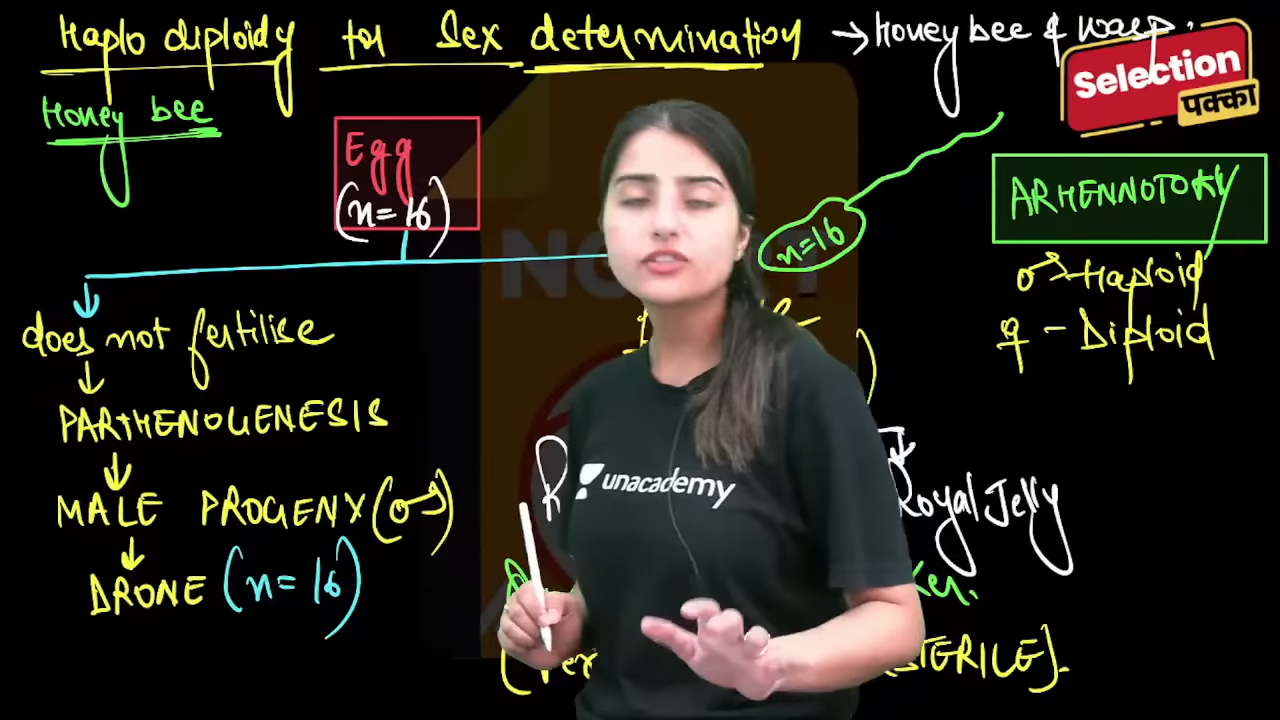 Haplo diploidy for Sex determination → Honey bee & wasp.
Selection
पक्का
Honey bee
Egg
(n=16)
n=16
ARHENNOTOKY
♂ → Haploid
♀ - Diploid
does not fertilise
PARTHENOGENESIS
MALE PROGENY (♂)
DRONE (n=16)
R
Royal Jelly
unacademy
STERILE].